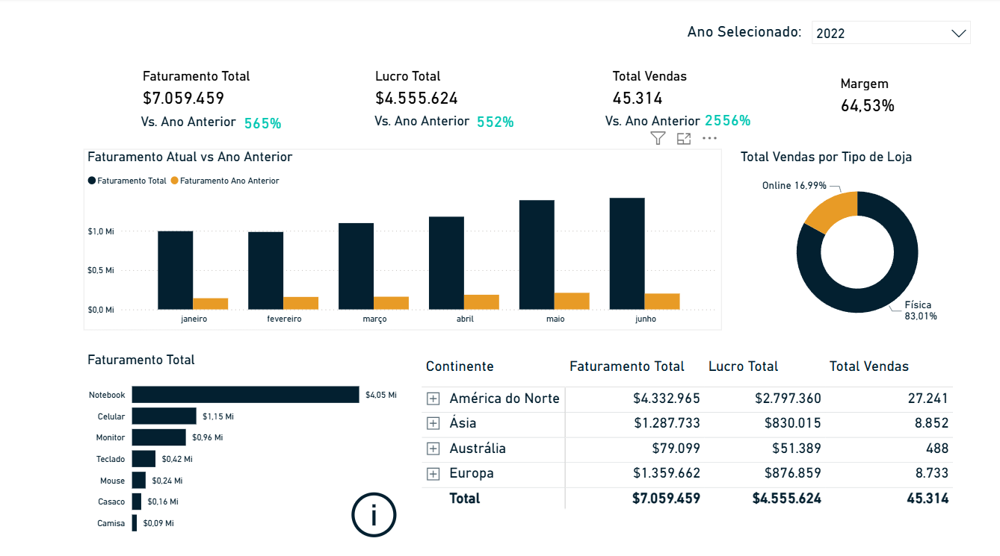 Ano Selecionado: 2022
Faturamento Total
$7.059.459
Vs. Ano Anterior 565%
Lucro Total
$4.555.624
Vs. Ano Anterior 552%
Total Vendas
45.314
Vs. Ano Anterior 2556%
Margem
64,53%
Faturamento Atual vs Ano Anterior
Faturamento Total Faturamento Ano Anterior
$1,0 Mi
$0,5 Mi
$0,0 Mi
janeiro fevereiro março abril maio junho
Total Vendas por Tipo de Loja
Online 16,99%
Física
83,01%
Faturamento Total
Notebook $4,05 Mi
Celular $1,15 Mi
Monitor $0,96 Mi
Teclado $0,42 Mi
Mouse $0,24 Mi
Casaco $0,16 Mi
Camisa $0,09 Mi
i
Continente Faturamento Total Lucro Total Total Vendas
América do Norte $4.332.965 $2.797.360 27.241
Ásia $1.287.733 $830.015 8.852
Austrália $79.099 $51.389 488
Europa $1.359.662 $876.859 8.733
Total $7.059.459 $4.555.624 45.314